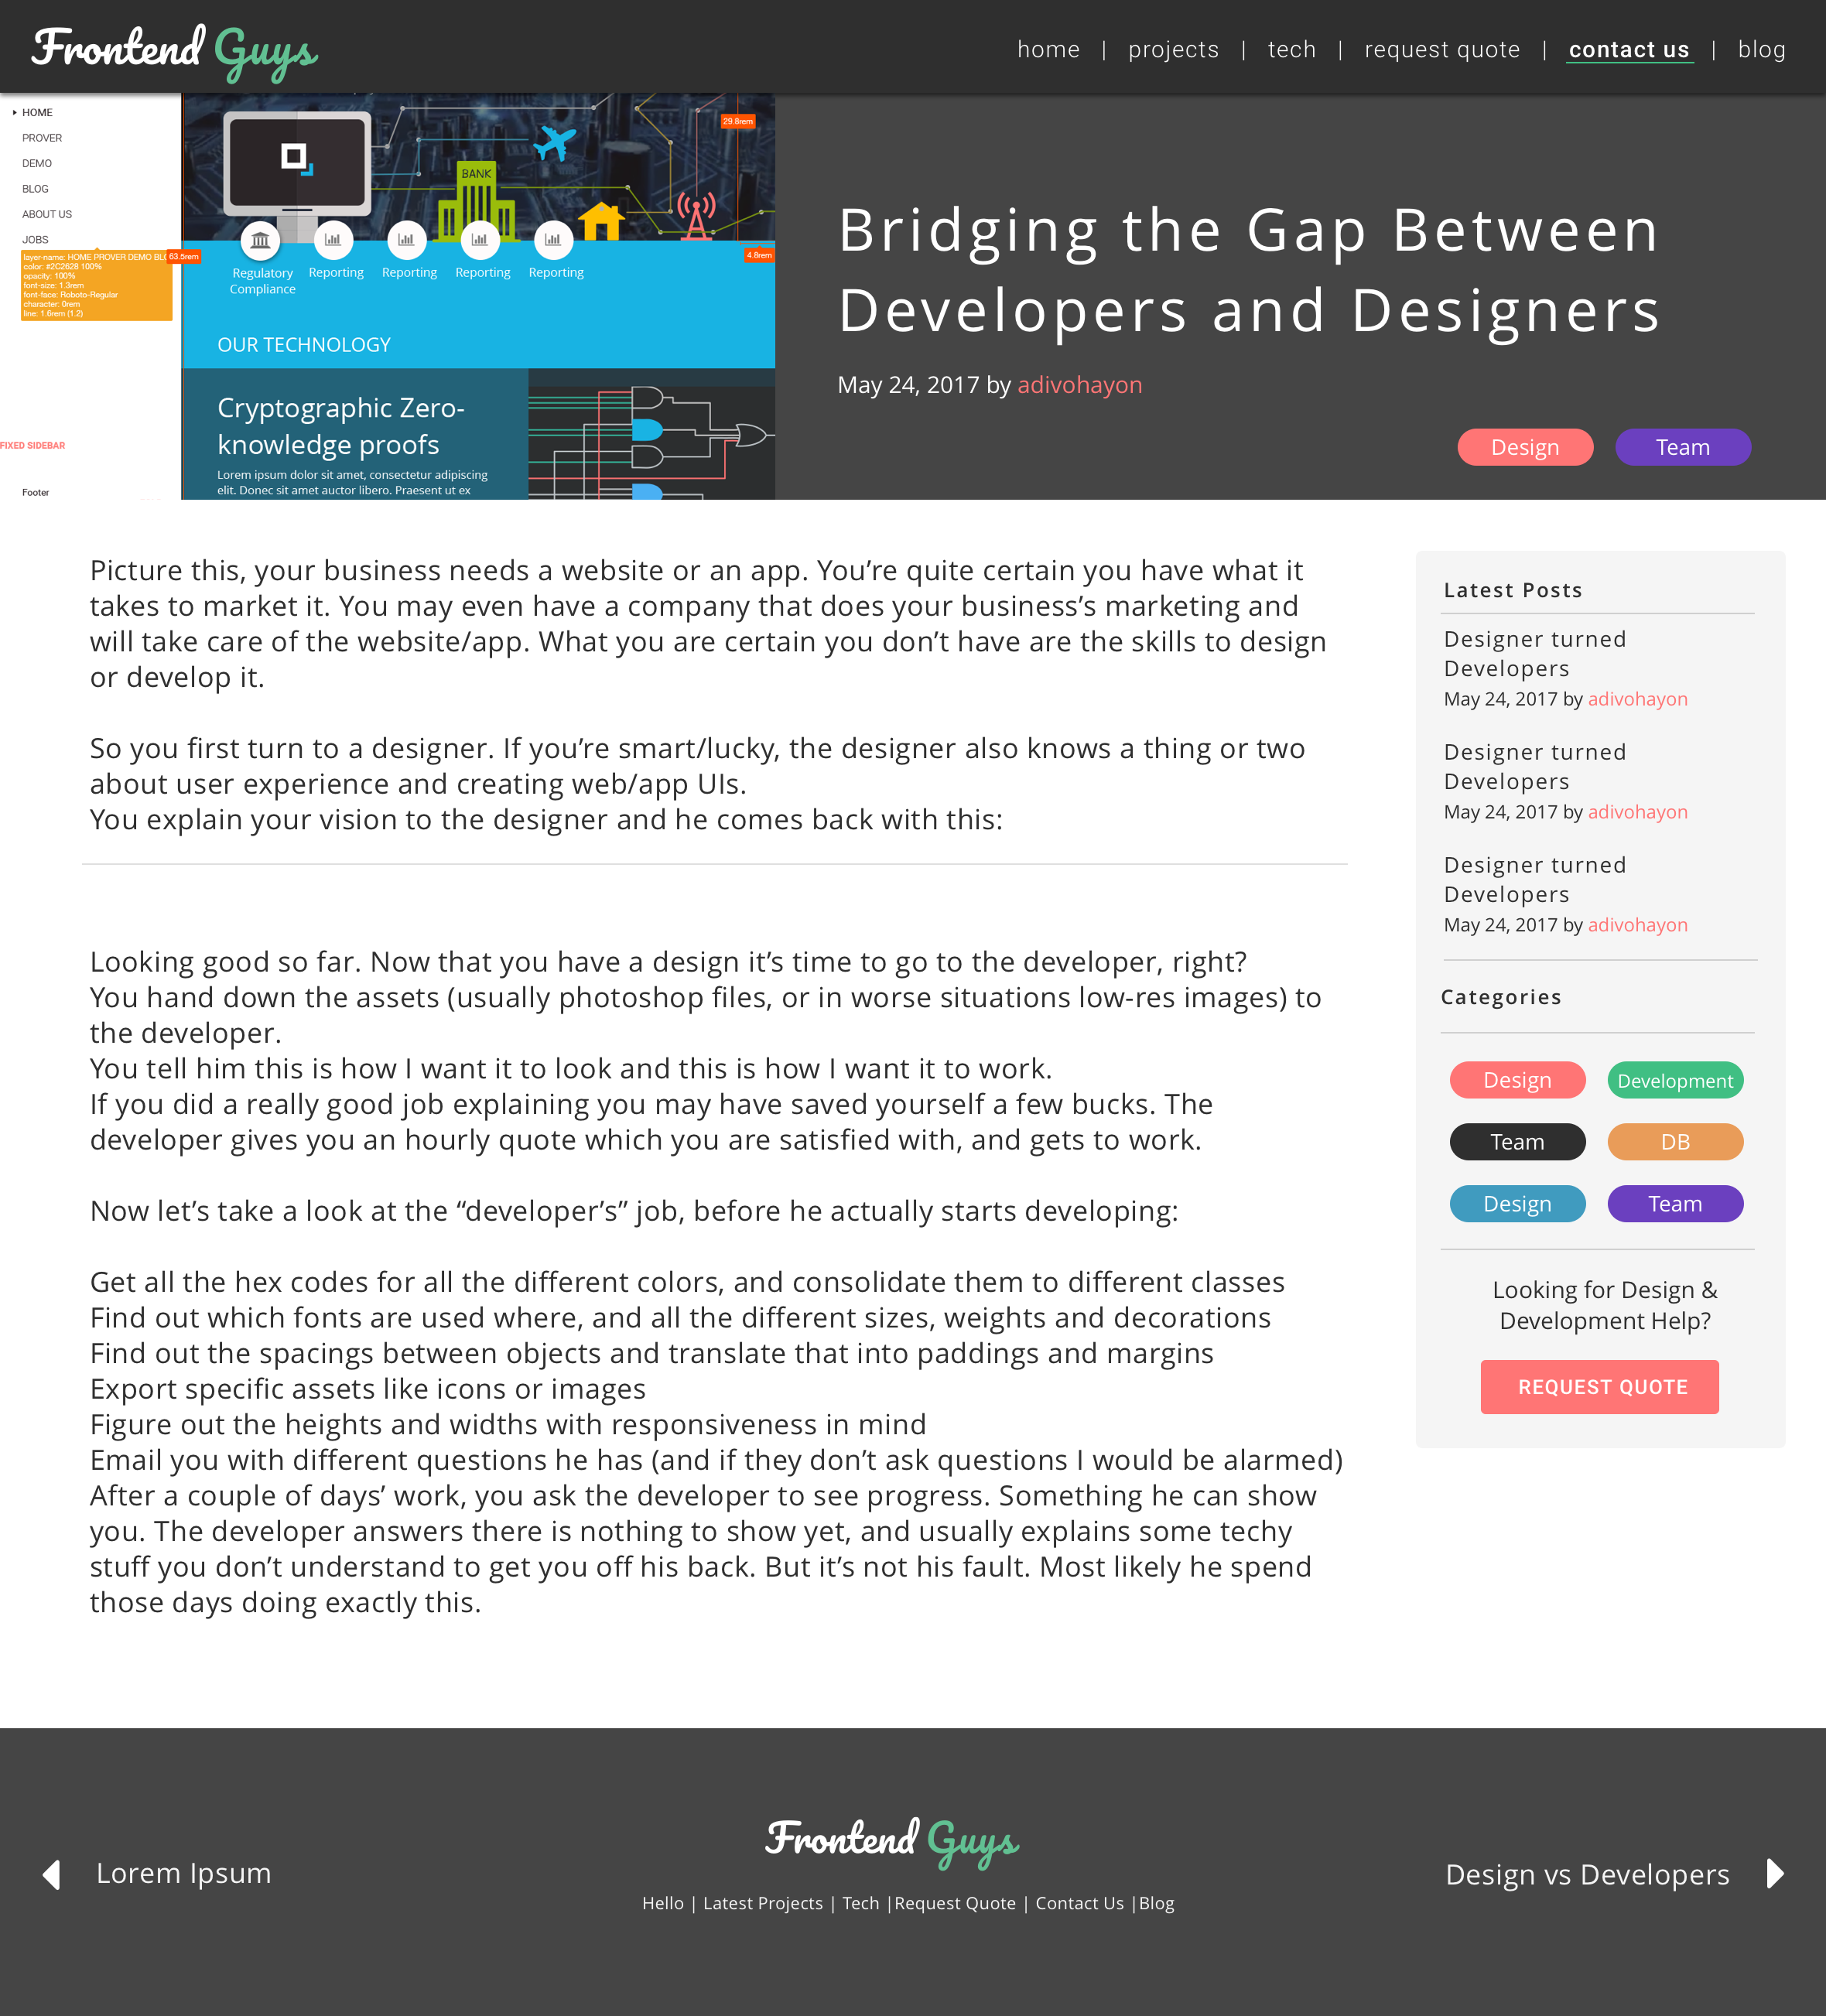 Frontend Guys
home | projects | tech | request quote | contact us | blog
HOME
PROVER
DEMO
BLOG
ABOUT US
JOBS
layer-name: HOME PROVER DEMO BL
color: #2C2628 100%
opacity: 100%
font-size: 1.3rem
font-face: Roboto-Regular
character: 0rem
line: 1.6rem (1.2)
63.5rem
FIXED SIDEBAR
Footer
29.8rem
BANK
4.8rem
Regulatory Compliance
Reporting
Reporting
Reporting
Reporting
OUR TECHNOLOGY
Cryptographic Zero-
knowledge proofs
Lorem ipsum dolor sit amet, consectetur adipiscing
elit. Donec sit amet auctor libero. Praesent ut ex
Bridging the Gap Between
Developers and Designers
May 24, 2017 by adivohayon
Design
Team
Picture this, your business needs a website or an app. You’re quite certain you have what it
takes to market it. You may even have a company that does your business’s marketing and
will take care of the website/app. What you are certain you don’t have are the skills to design
or develop it.
So you first turn to a designer. If you’re smart/lucky, the designer also knows a thing or two
about user experience and creating web/app UIs.
You explain your vision to the designer and he comes back with this:
Looking good so far. Now that you have a design it’s time to go to the developer, right?
You hand down the assets (usually photoshop files, or in worse situations low-res images) to
the developer.
You tell him this is how I want it to look and this is how I want it to work.
If you did a really good job explaining you may have saved yourself a few bucks. The
developer gives you an hourly quote which you are satisfied with, and gets to work.
Now let’s take a look at the “developer’s” job, before he actually starts developing:
Get all the hex codes for all the different colors, and consolidate them to different classes
Find out which fonts are used where, and all the different sizes, weights and decorations
Find out the spacings between objects and translate that into paddings and margins
Export specific assets like icons or images
Figure out the heights and widths with responsiveness in mind
Email you with different questions he has (and if they don’t ask questions I would be alarmed)
After a couple of days’ work, you ask the developer to see progress. Something he can show
you. The developer answers there is nothing to show yet, and usually explains some techy
stuff you don’t understand to get you off his back. But it’s not his fault. Most likely he spend
those days doing exactly this.
Latest Posts
Designer turned
Developers
May 24, 2017 by adivohayon
Designer turned
Developers
May 24, 2017 by adivohayon
Designer turned
Developers
May 24, 2017 by adivohayon
Categories
Design
Development
Team
DB
Design
Team
Looking for Design &
Development Help?
REQUEST QUOTE
Lorem Ipsum
Frontend Guys
Hello | Latest Projects | Tech |Request Quote | Contact Us |Blog
Design vs Developers